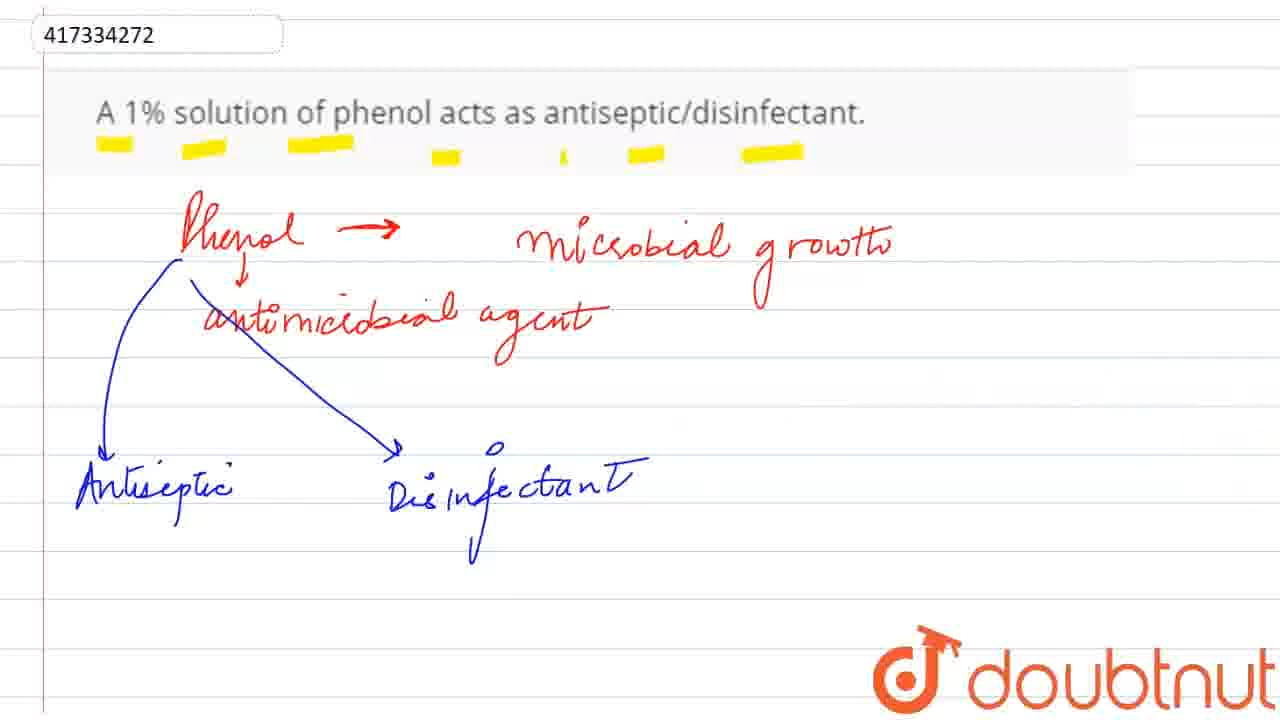 417334272
A 1% solution of phenol acts as antiseptic/disinfectant.
Phenol → microbial growth
antimicrobial agent
Antiseptic Disinfectant
doubtnut